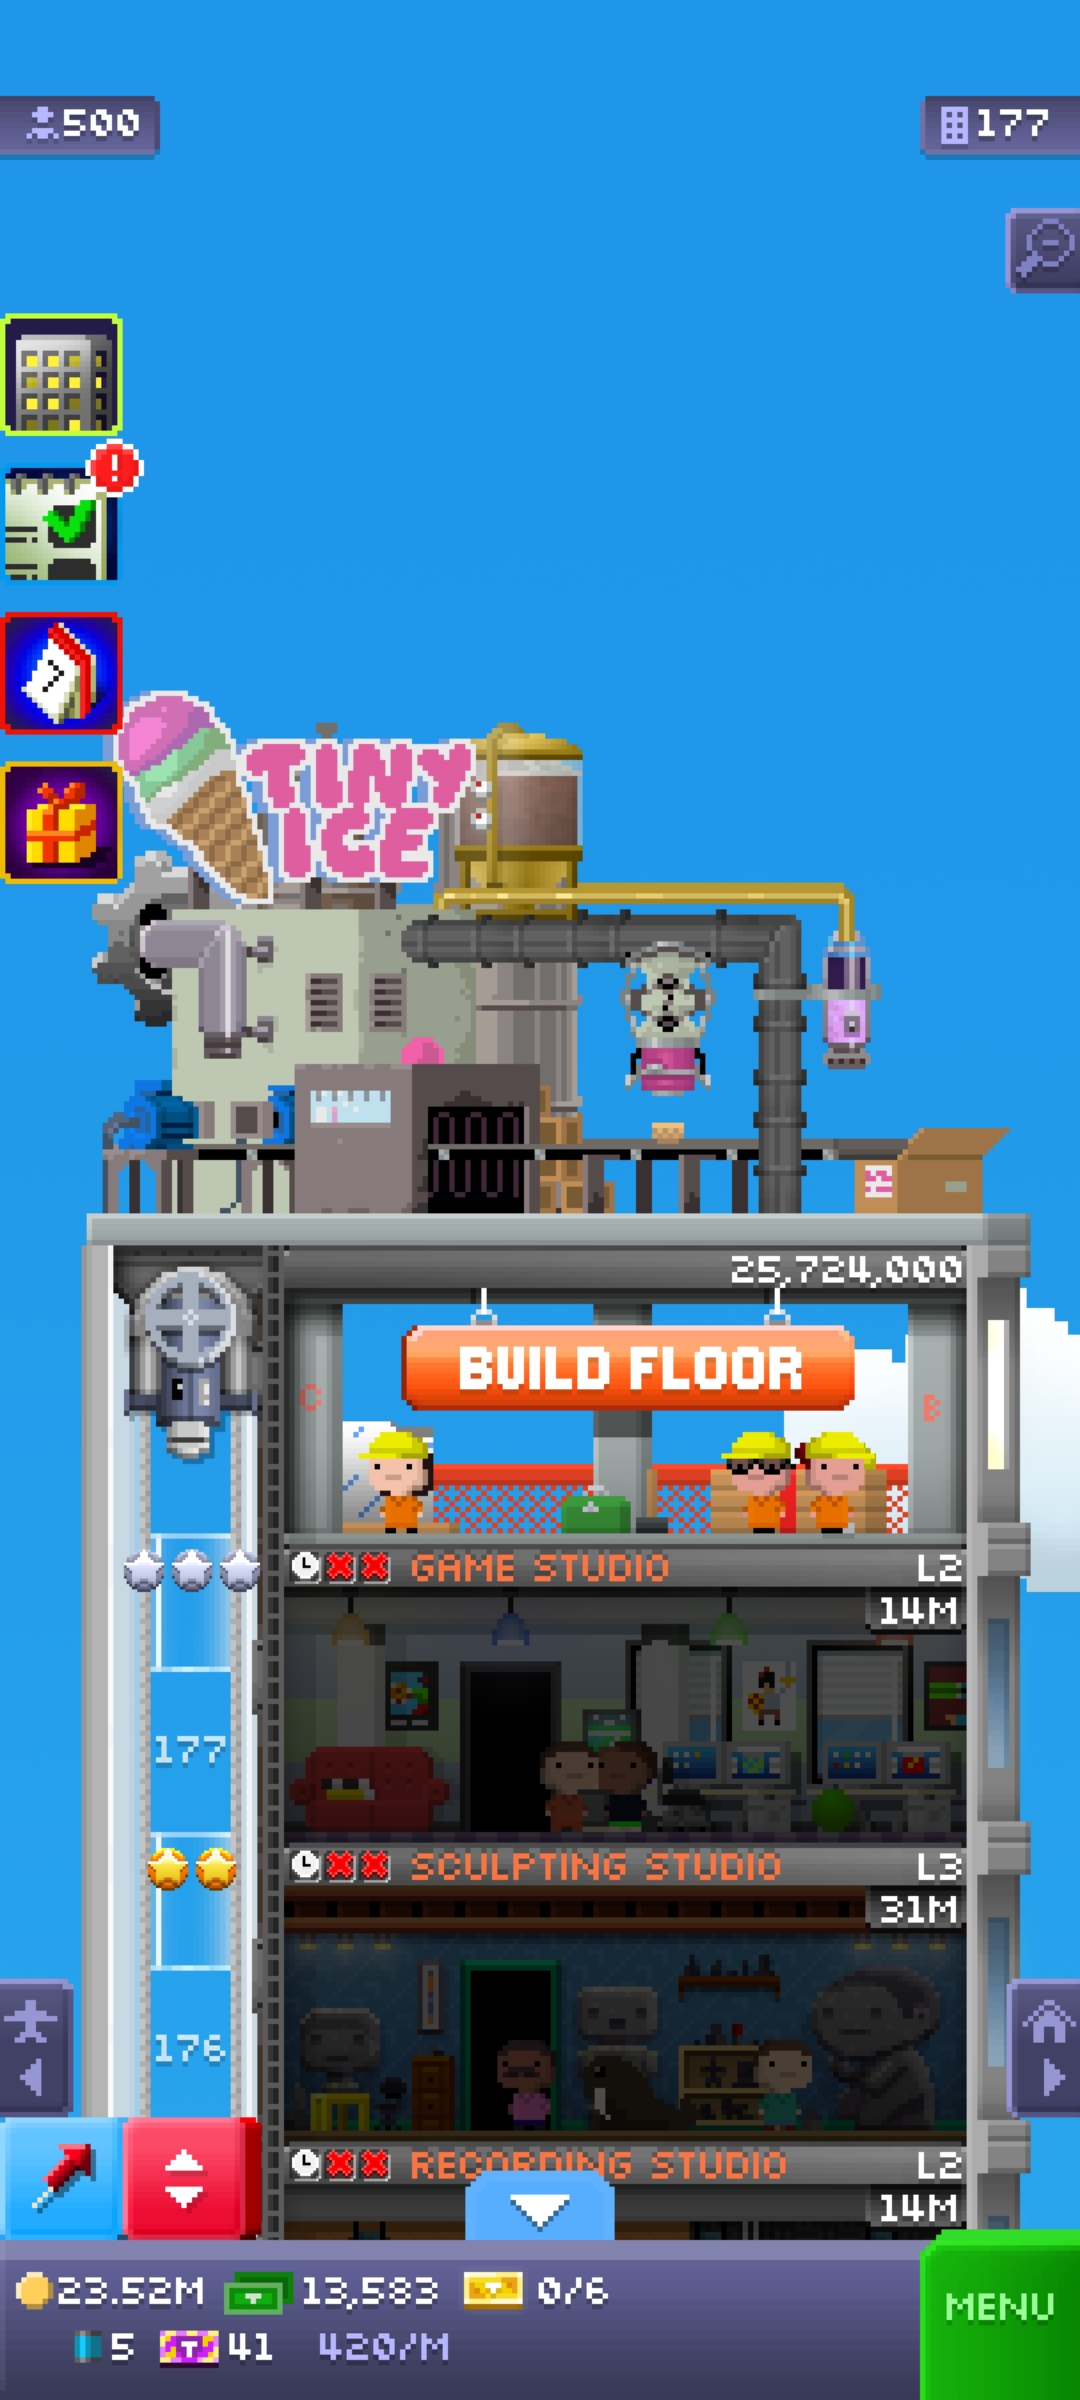 500
177
TINY
ICE
25,724,000
BUILD FLOOR
C
B
GAME STUDIO
L2
14M
177
SCULPTING STUDIO
L3
31M
176
RECORDING STUDIO
L2
14M
23.52M
13,583
0/6
MENU
5
T
41
420/M